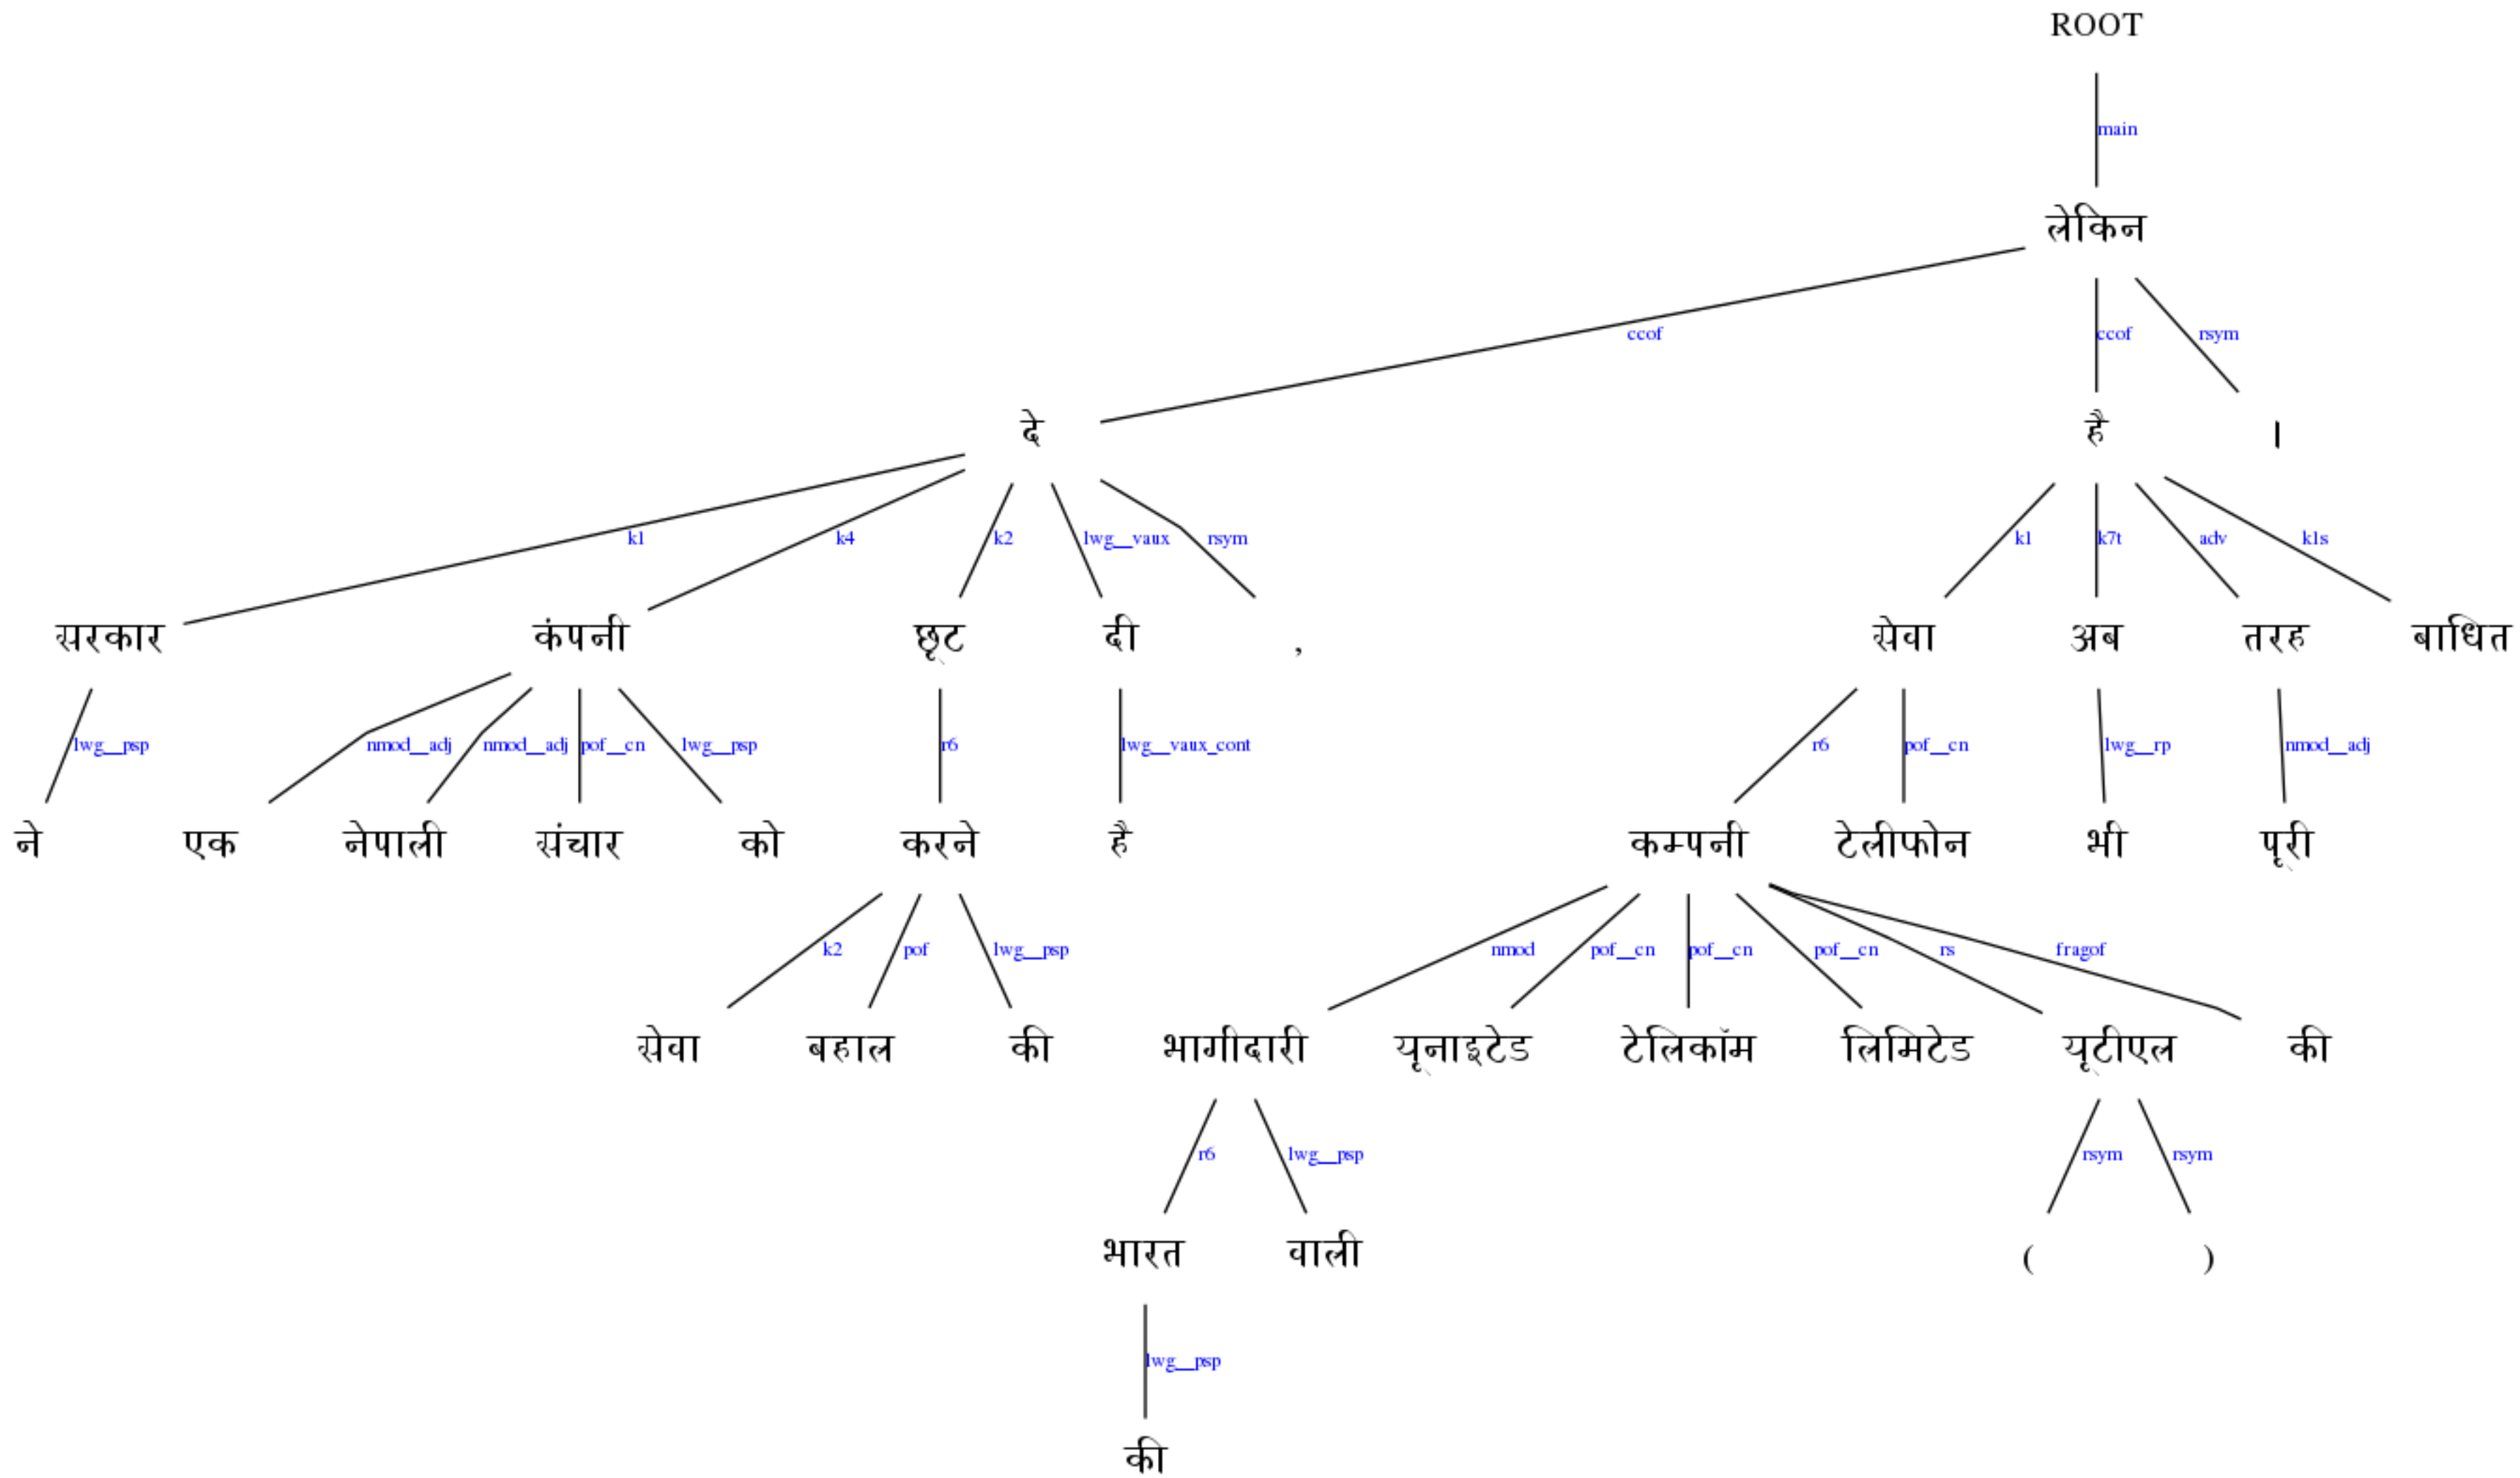 ROOT
main
लेकिन
ccof ccof rsym
दे है ।
k1 k4 k2 lwg__vaux rsym k1 k7t adv k1s
सरकार कंपनी छूट दी , सेवा अब तरह बाधित
lwg__psp nmod__adj nmod__adj pof__cn lwg__psp r6 lwg__vaux_cont r6 pof__cn lwg__rp nmod__adj
ने एक नेपाली संचार को करने है कम्पनी टेलीफोन भी पूरी
k2 pof lwg__psp nmod pof__cn pof__cn pof__cn rs fragof
सेवा बहाल की भागीदारी यूनाइटेड टेलिकॉम लिमिटेड यूटीएल की
r6 lwg__psp rsym rsym
भारत वाली ( )
lwg__psp
की